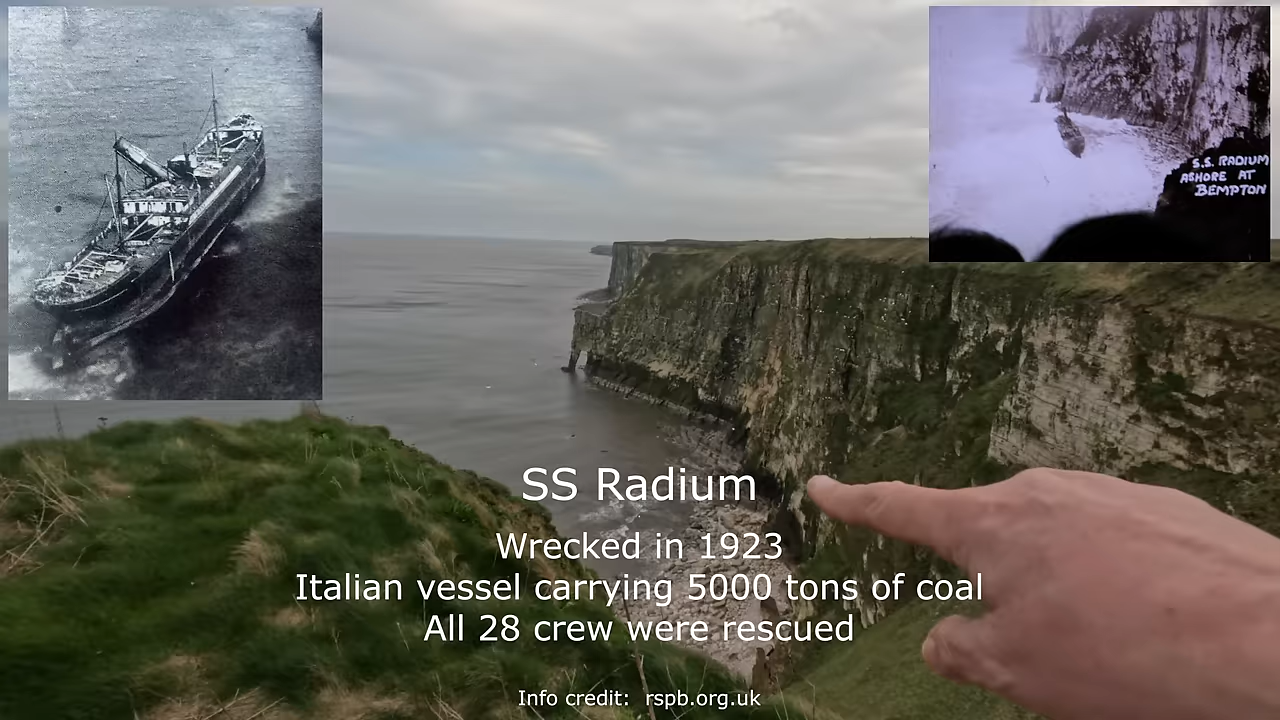 S.S. RADIUM
ASHORE AT
BEMPTON
SS Radium
Wrecked in 1923
Italian vessel carrying 5000 tons of coal
All 28 crew were rescued
Info credit: rspb.org.uk